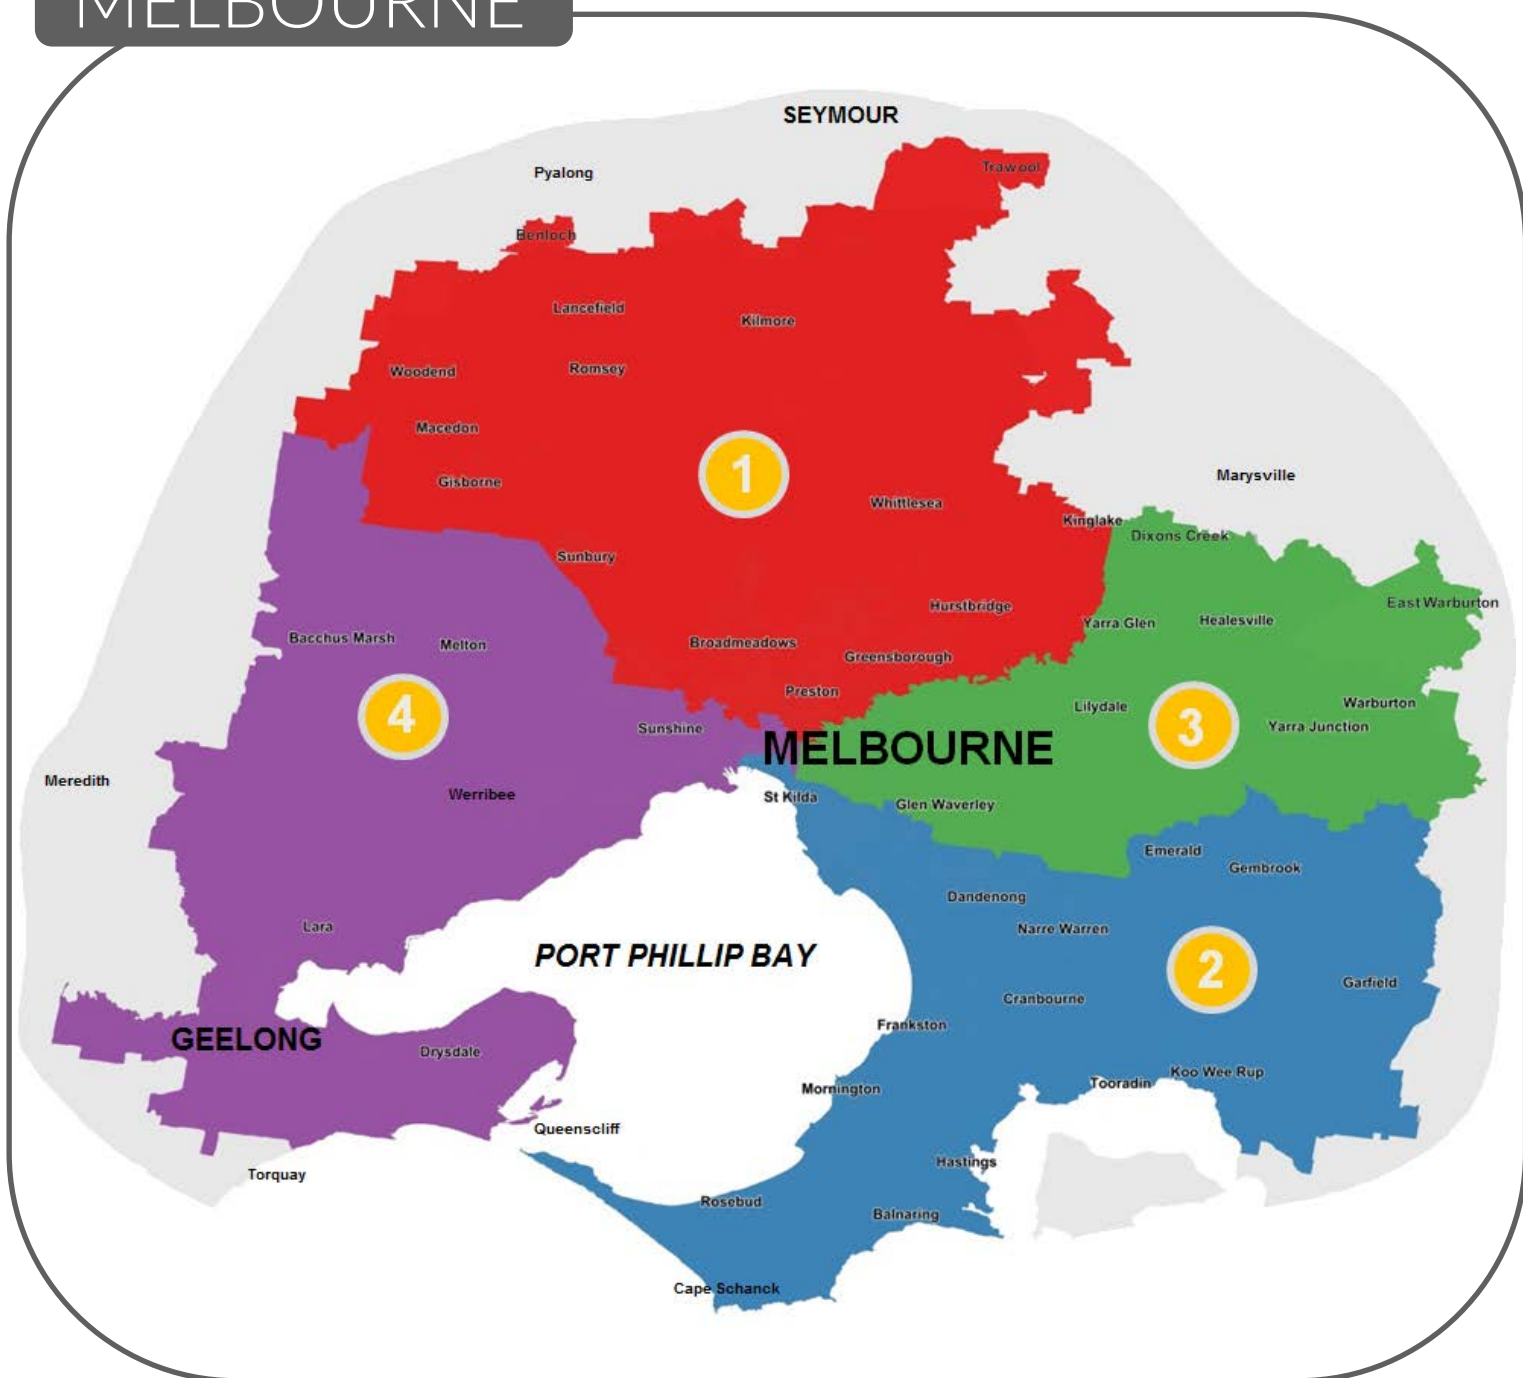 MELBOURNE
SEYMOUR
Trawool
Pyalong
Benloch
Lancefield
Kilmore
Woodend
Romsey
Macedon
1
Gisborne
Marysville
Whittlesea
Kinglake
Dixons Creek
Sunbury
Hurstbridge
East Warburton
Yarra Glen
Healesville
Bacchus Marsh
Melton
Broadmeadows
Greensborough
Preston
Lilydale
Warburton
4
3
Sunshine
Yarra Junction
MELBOURNE
Meredith
Werribee
St Kilda
Glen Waverley
Emerald
Gembrook
Dandenong
Lara
Narre Warren
PORT PHILLIP BAY
2
Garfield
Cranbourne
Frankston
GEELONG
Drysdale
Koo Wee Rup
Tooradin
Mornington
Queenscliff
Hastings
Torquay
Rosebud
Balnaring
Cape Schanck